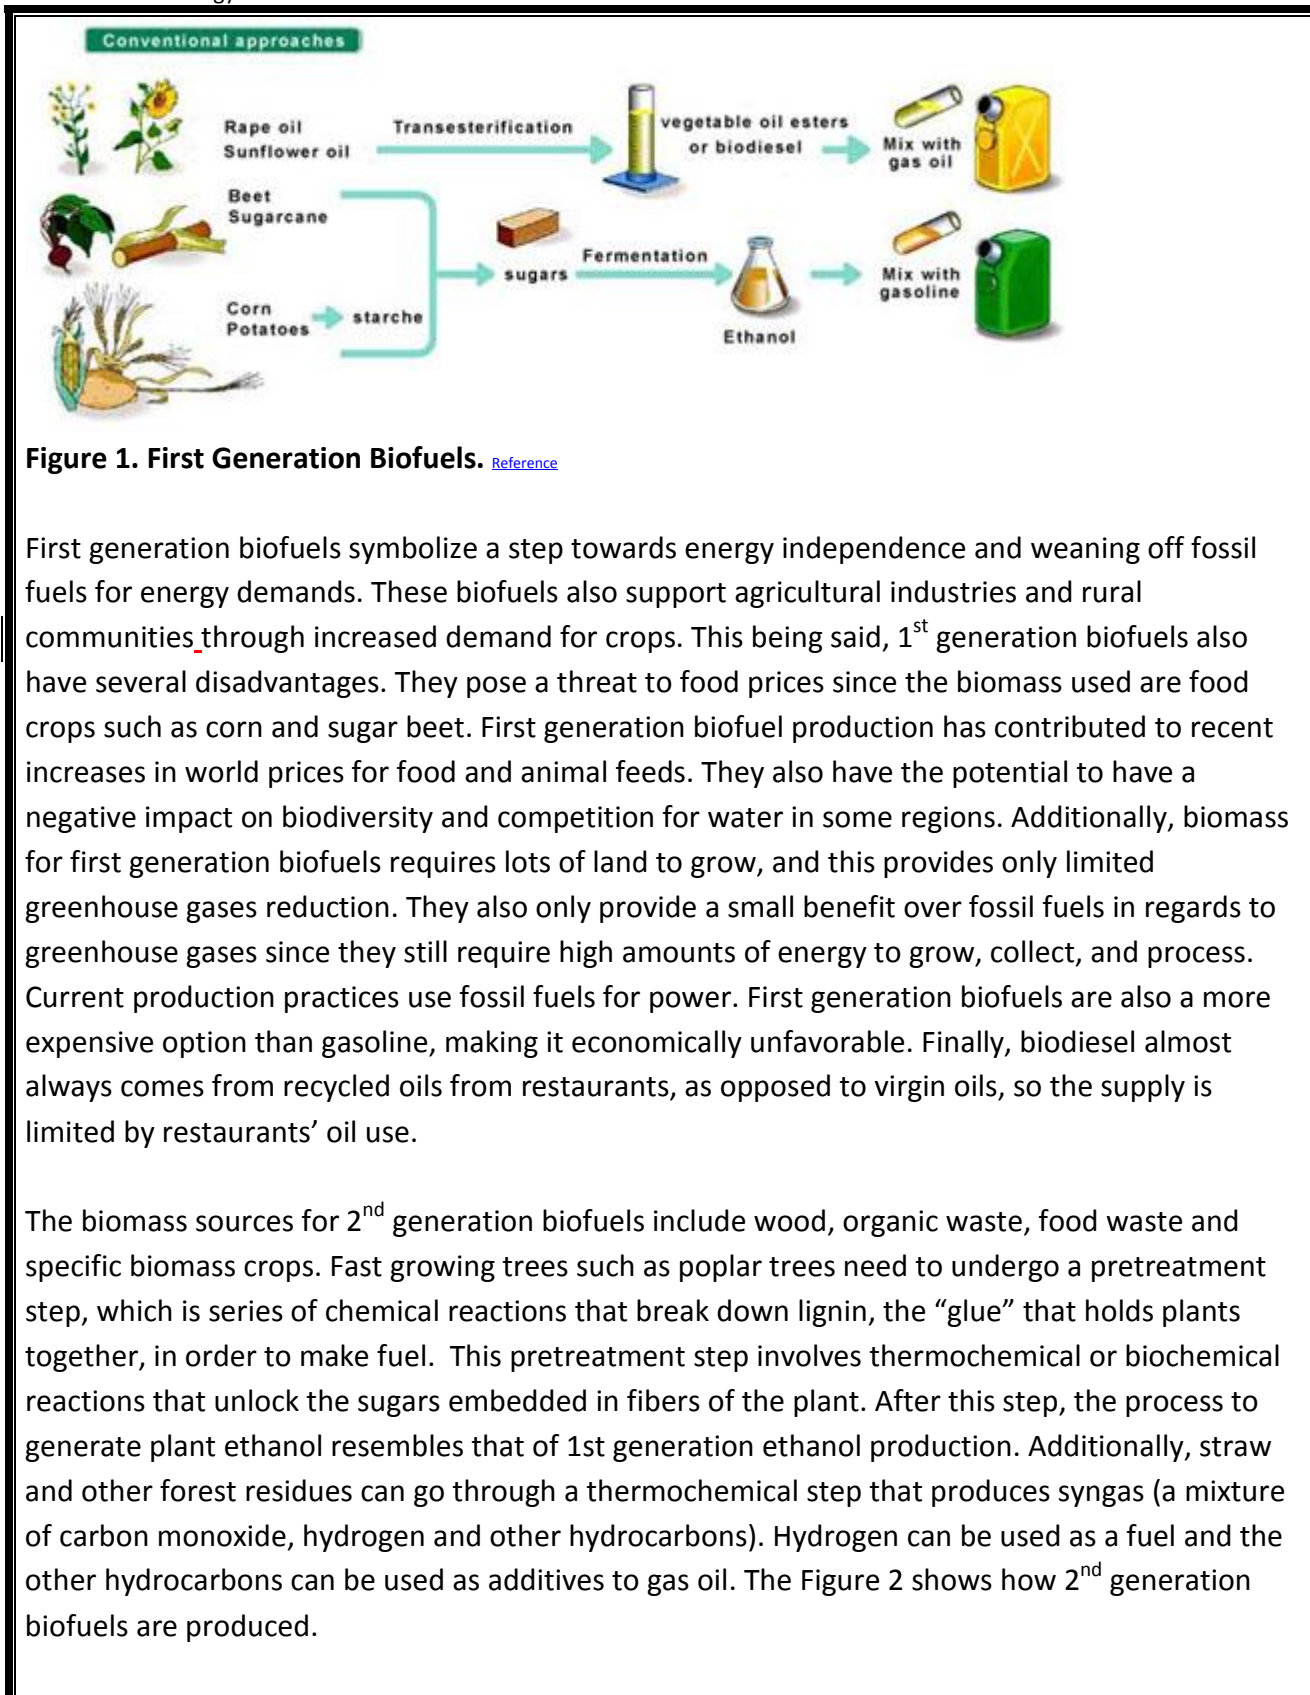 Conventional approaches
Rape oil
Sunflower oil
Transesterification
vegetable oil esters
or biodiesel
Mix with
gas oil
Beet
Sugarcane
sugars
Fermentation
Mix with
gasoline
Corn
Potatoes
starche
Ethanol
Figure 1. First Generation Biofuels. Reference
First generation biofuels symbolize a step towards energy independence and weaning off fossil
fuels for energy demands. These biofuels also support agricultural industries and rural
communities through increased demand for crops. This being said, 1st generation biofuels also
have several disadvantages. They pose a threat to food prices since the biomass used are food
crops such as corn and sugar beet. First generation biofuel production has contributed to recent
increases in world prices for food and animal feeds. They also have the potential to have a
negative impact on biodiversity and competition for water in some regions. Additionally, biomass
for first generation biofuels requires lots of land to grow, and this provides only limited
greenhouse gases reduction. They also only provide a small benefit over fossil fuels in regards to
greenhouse gases since they still require high amounts of energy to grow, collect, and process.
Current production practices use fossil fuels for power. First generation biofuels are also a more
expensive option than gasoline, making it economically unfavorable. Finally, biodiesel almost
always comes from recycled oils from restaurants, as opposed to virgin oils, so the supply is
limited by restaurants’ oil use.
The biomass sources for 2nd generation biofuels include wood, organic waste, food waste and
specific biomass crops. Fast growing trees such as poplar trees need to undergo a pretreatment
step, which is series of chemical reactions that break down lignin, the “glue” that holds plants
together, in order to make fuel.  This pretreatment step involves thermochemical or biochemical
reactions that unlock the sugars embedded in fibers of the plant. After this step, the process to
generate plant ethanol resembles that of 1st generation ethanol production. Additionally, straw
and other forest residues can go through a thermochemical step that produces syngas (a mixture
of carbon monoxide, hydrogen and other hydrocarbons). Hydrogen can be used as a fuel and the
other hydrocarbons can be used as additives to gas oil. The Figure 2 shows how 2nd generation
biofuels are produced.